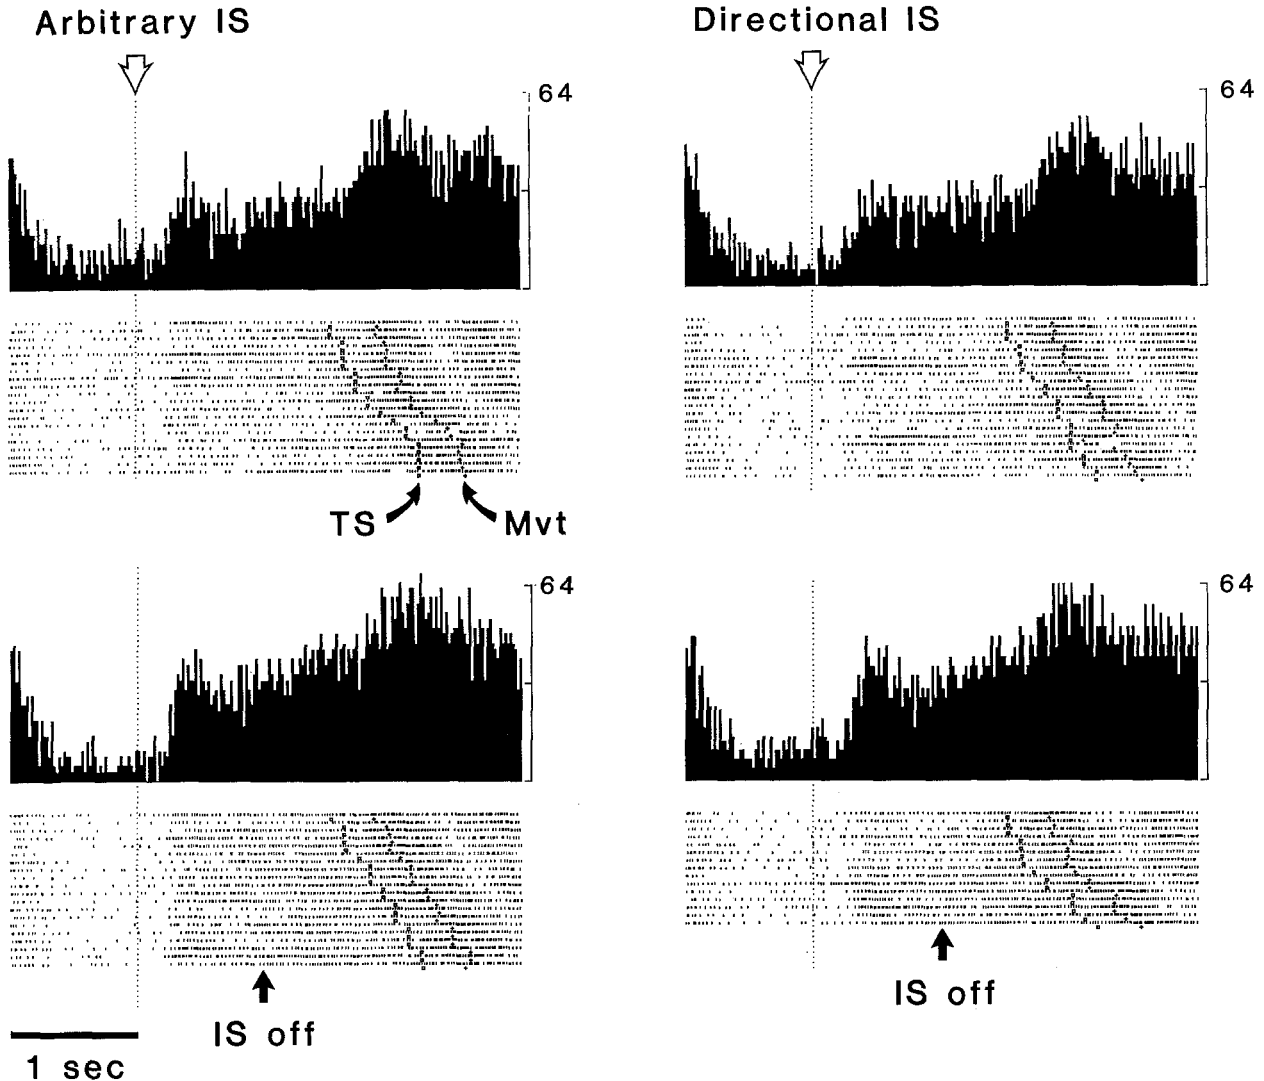 Arbitrary IS
Directional IS
64
64
TS
Mvt
64
64
IS off
IS off
1 sec